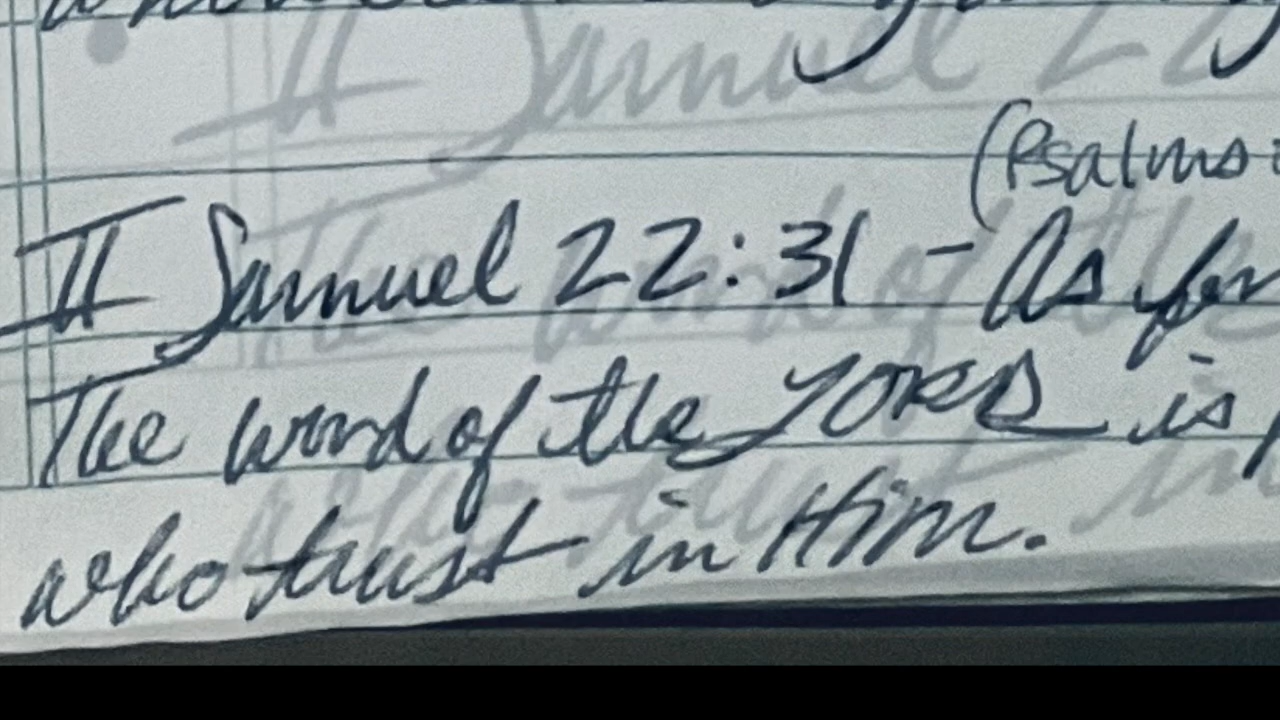 (Psalms
II Samuel 22:31 - As for
The word of the LORD is
who trust in Him.